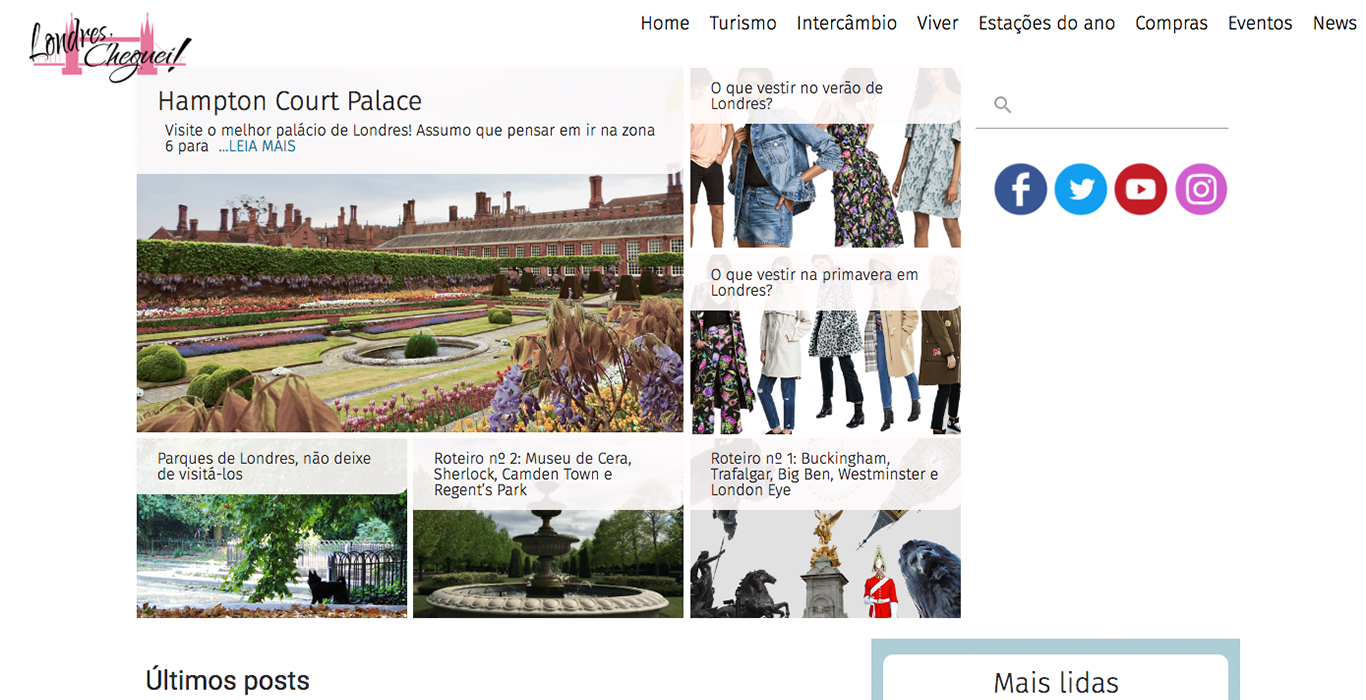 Londres,
Cheguei!
Home Turismo Intercâmbio Viver Estações do ano Compras Eventos News
Hampton Court Palace
Visite o melhor palácio de Londres! Assumo que pensar em ir na zona
6 para ...LEIA MAIS
O que vestir no verão de
Londres?
O que vestir na primavera em
Londres?
Parques de Londres, não deixe
de visitá-los
Roteiro nº 2: Museu de Cera,
Sherlock, Camden Town e
Regent’s Park
Roteiro nº 1: Buckingham,
Trafalgar, Big Ben, Westminster e
London Eye
Últimos posts
Mais lidas